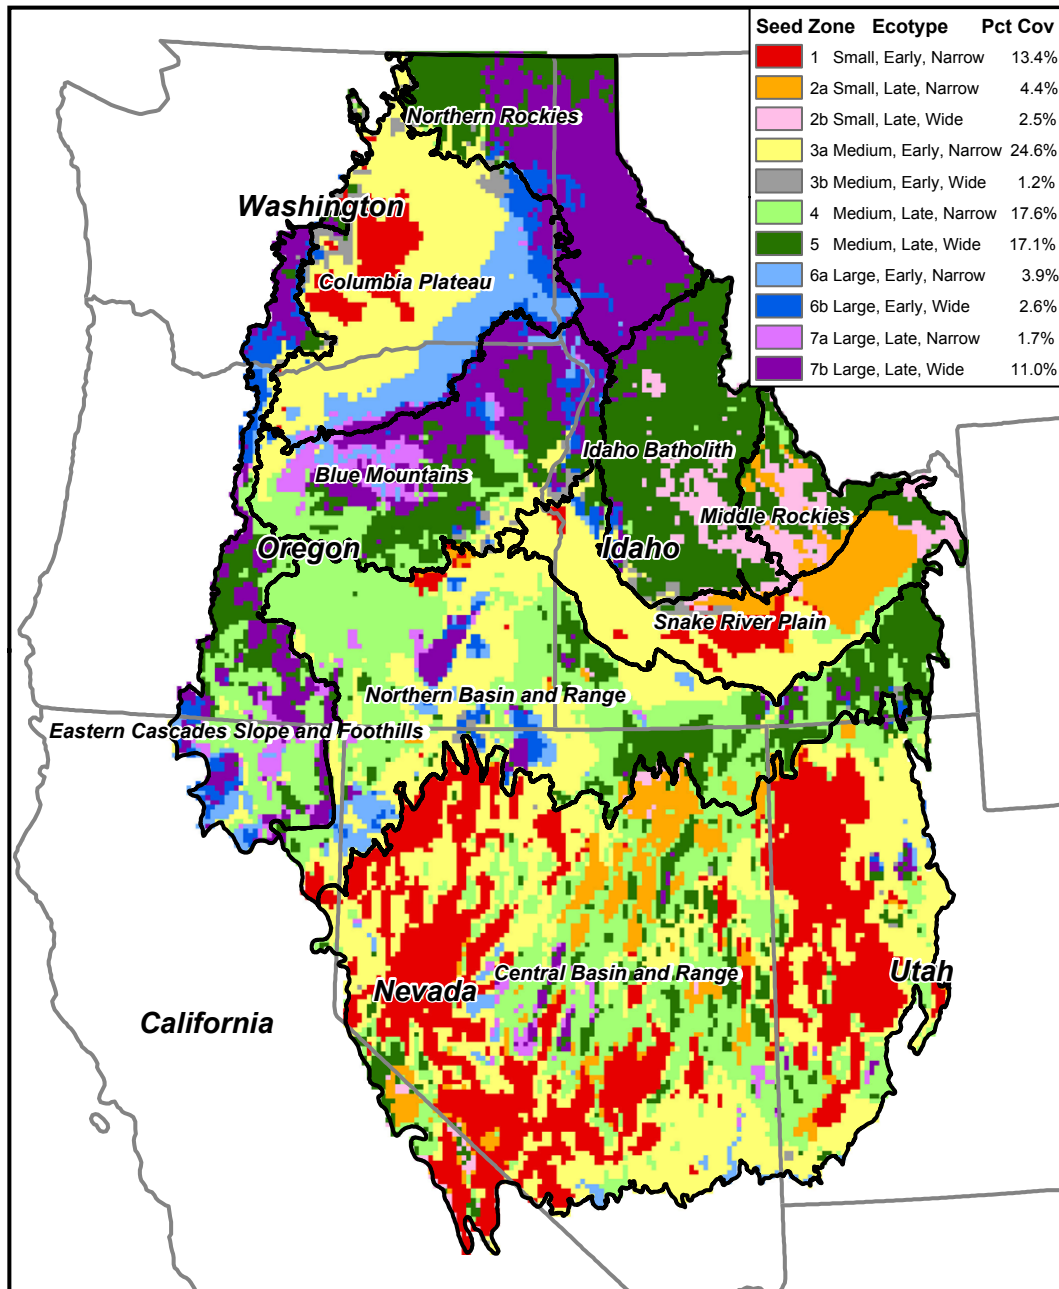 Seed Zone Ecotype Pct Cov
1 Small, Early, Narrow 13.4%
2a Small, Late, Narrow 4.4%
2b Small, Late, Wide 2.5%
3a Medium, Early, Narrow 24.6%
3b Medium, Early, Wide 1.2%
4 Medium, Late, Narrow 17.6%
5 Medium, Late, Wide 17.1%
6a Large, Early, Narrow 3.9%
6b Large, Early, Wide 2.6%
7a Large, Late, Narrow 1.7%
7b Large, Late, Wide 11.0%
Northern Rockies
Washington
Columbia Plateau
Blue Mountains
Idaho Batholith
Middle Rockies
Oregon
Idaho
Snake River Plain
Northern Basin and Range
Eastern Cascades Slope and Foothills
Central Basin and Range
Utah
Nevada
California